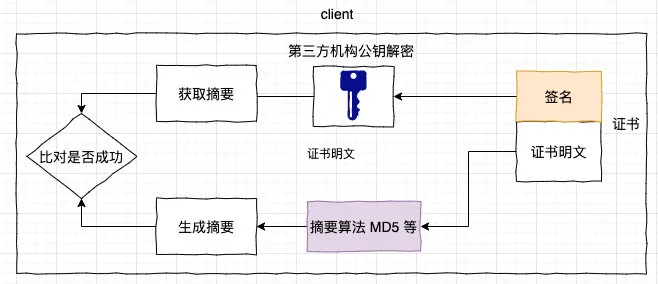 client
第三方机构公钥解密
获取摘要
签名
证书
比对是否成功
证书明文
证书明文
生成摘要
摘要算法 MD5 等